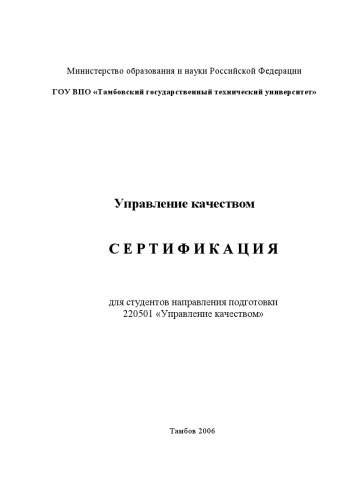 Министерство образования и науки Российской Федерации
ГОУ ВПО «Тамбовский государственный технический университет»
Управление качеством
С Е Р Т И Ф И К А Ц И Я
для студентов направления подготовки
220501 «Управление качеством»
Тамбов 2006